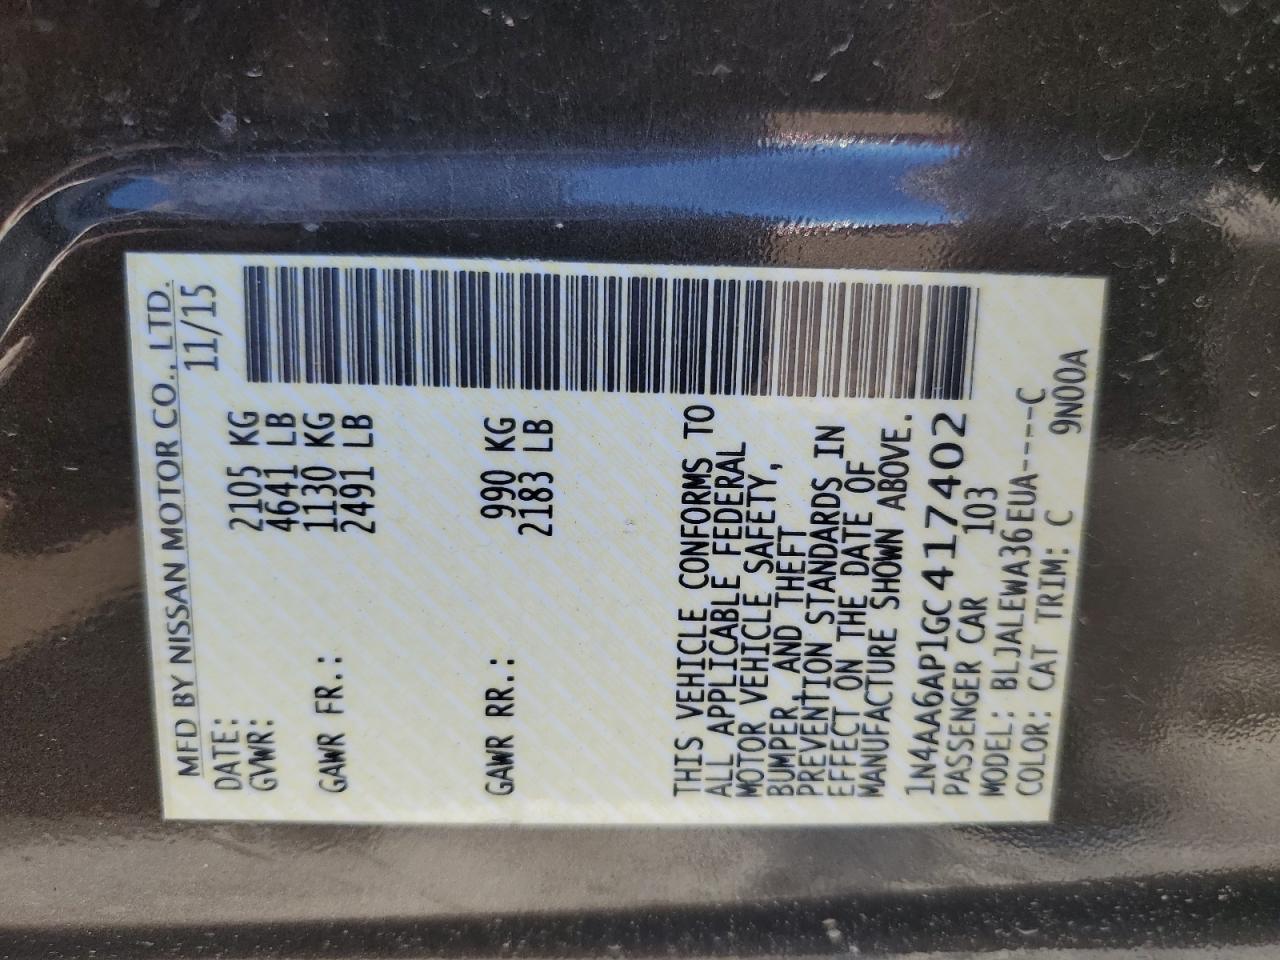 MFD BY NISSAN MOTOR CO., LTD.
DATE: 11/15
GVWR: 2105 KG
4641 LB
GAWR FR.: 1130 KG
2491 LB
GAWR RR.: 990 KG
2183 LB
THIS VEHICLE CONFORMS TO
ALL APPLICABLE FEDERAL
MOTOR VEHICLE SAFETY,
BUMPER, AND THEFT
PREVENTION STANDARDS IN
EFFECT ON THE DATE OF
MANUFACTURE SHOWN ABOVE.
1N4AA6AP1GC417402
PASSENGER CAR 103
MODEL: BLJALEWA36EUA----C
COLOR: CAT TRIM: C 9N00A